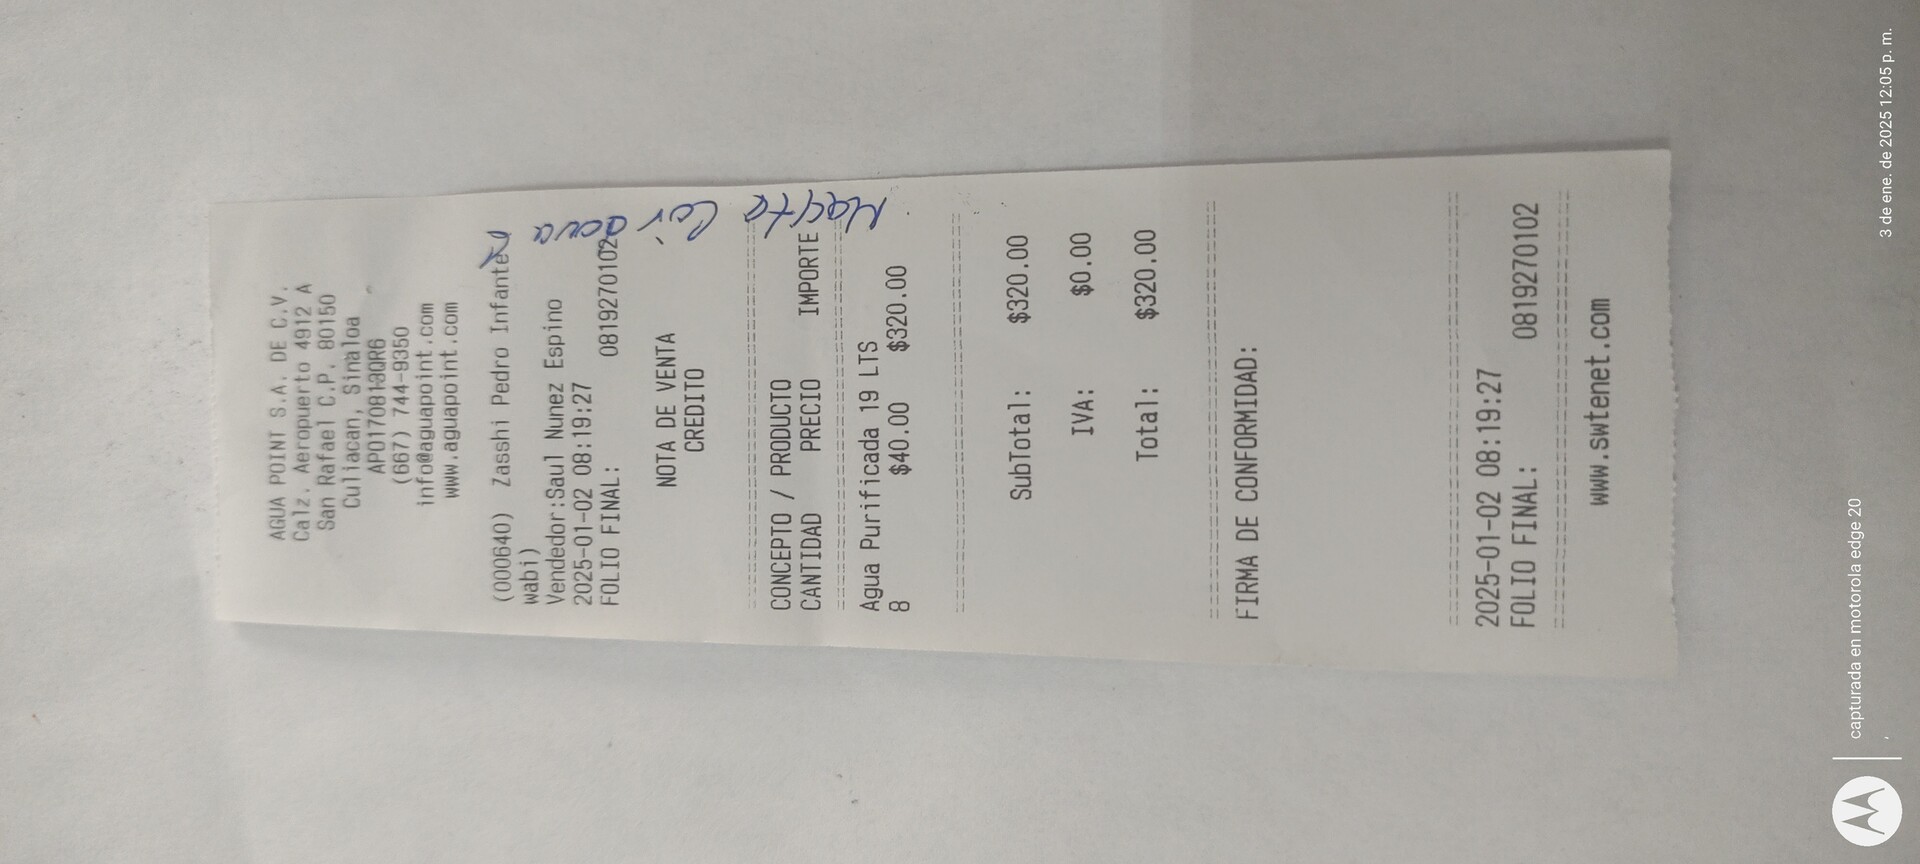 AGUA POINT S.A. DE C.V.
Calz. Aeropuerto 4912 A
San Rafael C.P. 80150
Culiacan, Sinaloa
APO170813QR6
(667) 744-9350
info@aguapoint.com
www.aguapoint.com
(000640) Zasshi Pedro Infante
wabi)
Vendedor:Saul Nunez Espino
2025-01-02 08:19:27
FOLIO FINAL: 0819270102
NOTA DE VENTA
CREDITO
CONCEPTO / PRODUCTO
CANTIDAD PRECIO IMPORTE
Agua Purificada 19 LTS
8 $40.00 $320.00
SubTotal: $320.00
IVA: $0.00
Total: $320.00
FIRMA DE CONFORMIDAD:
2025-01-02 08:19:27
FOLIO FINAL: 0819270102
www.swtenet.com
capturada en motorola edge 20
3 de ene. de 2025 12:05 p. m.